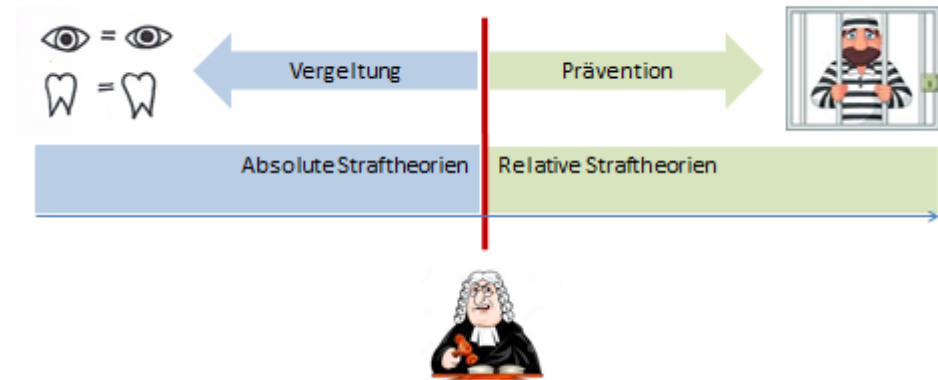 =
=
Vergeltung
Prävention
Absolute Straftheorien
Relative Straftheorien